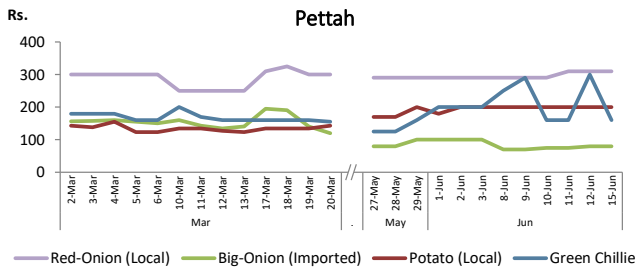 Pettah
Rs.
400
300
200
100
0
2-Mar
3-Mar
4-Mar
5-Mar
6-Mar
10-Mar
11-Mar
12-Mar
13-Mar
17-Mar
18-Mar
19-Mar
20-Mar
//
27-May
28-May
29-May
1-Jun
2-Jun
3-Jun
8-Jun
9-Jun
10-Jun
11-Jun
12-Jun
15-Jun
Mar . May Jun
Red-Onion (Local) Big-Onion (Imported) Potato (Local) Green Chillie